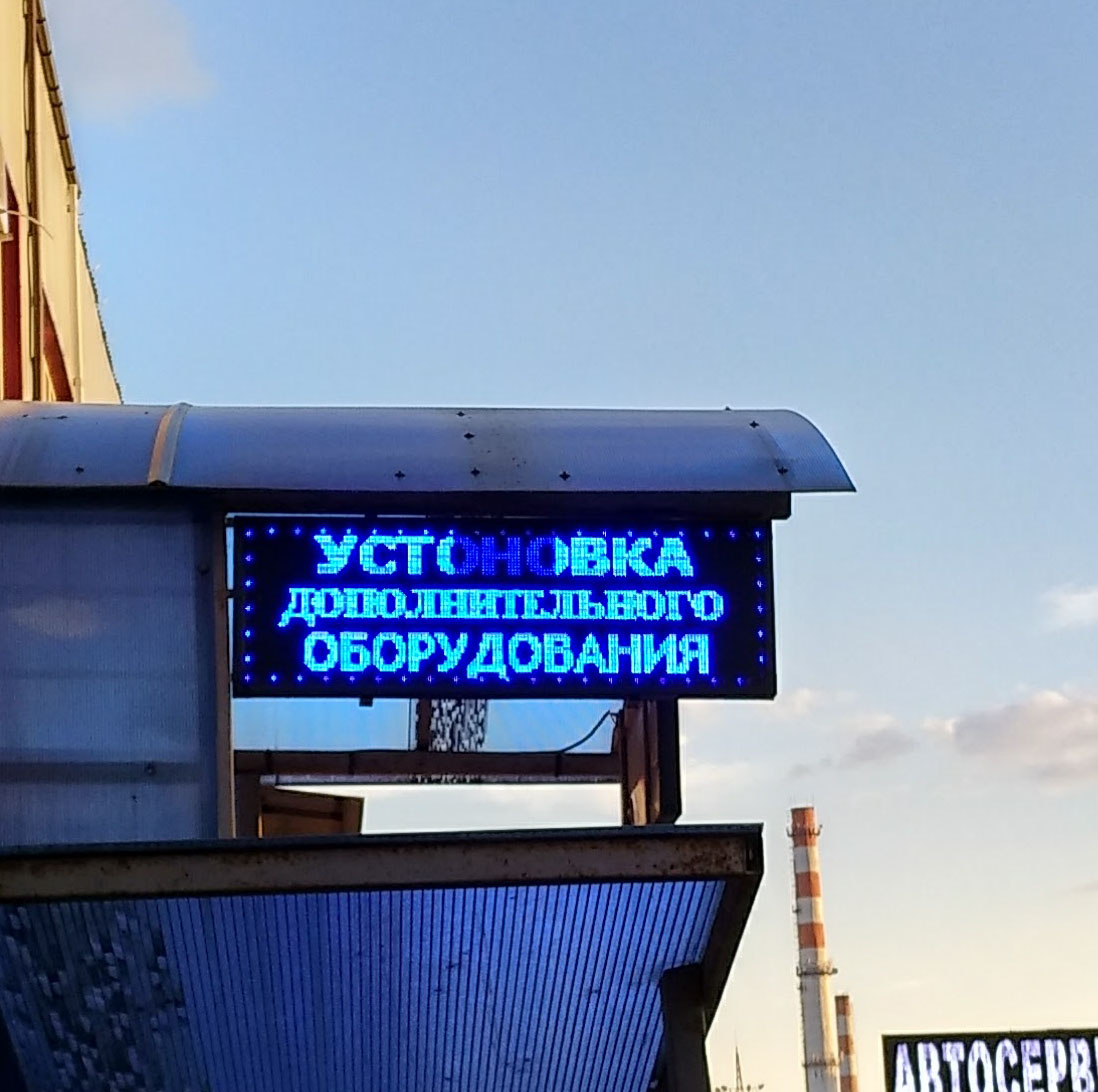 УСТОНОВКА
ДОПОЛНИТЕЛЬНОГО
ОБОРУДОВАНИЯ
АВТОСЕРВ